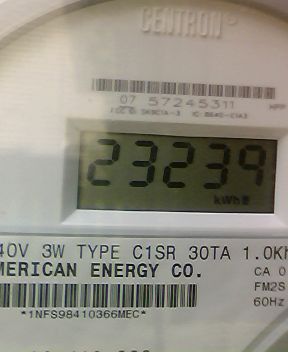 CENTRON
07 57245311
23239
kWh
40V 3W TYPE C1SR 30TA 1.0Kh
MERICAN ENERGY CO.
CA 0
FM2S
60Hz
*1NFS98410366MEC*